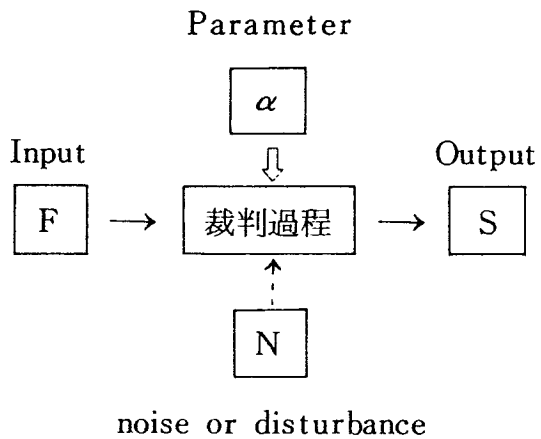 Parameter
α
Input
Output
F
裁判過程
S
N
noise or disturbance